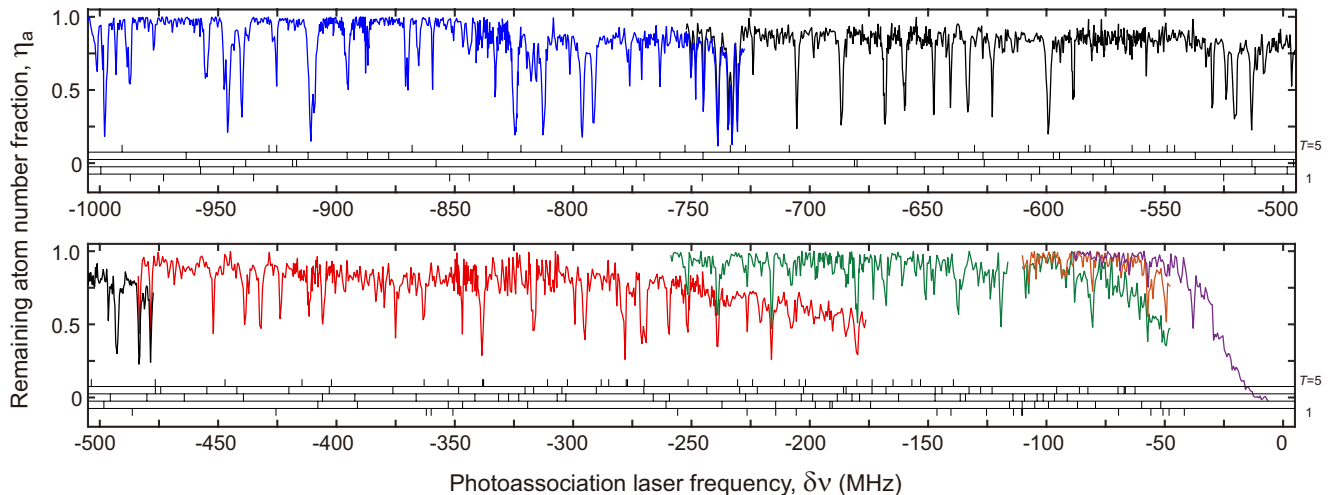 Remaining atom number fraction, ηa
1.0
0.5
0
T=5
1
-1000 -950 -900 -850 -800 -750 -700 -650 -600 -550 -500
1.0
0.5
0
T=5
1
-500 -450 -400 -350 -300 -250 -200 -150 -100 -50 0
Photoassociation laser frequency, δν (MHz)